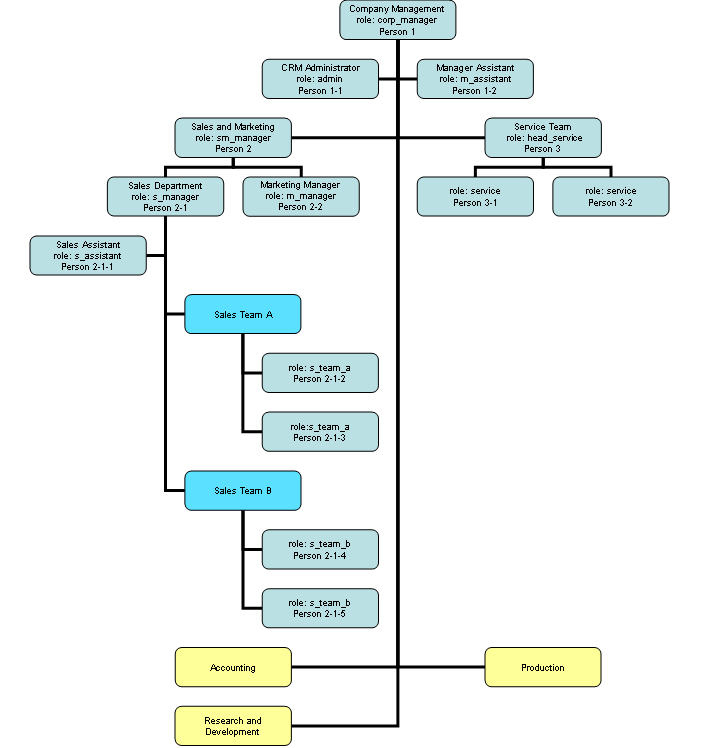 Company Management
role: corp_manager
Person 1
CRM Administrator
role: admin
Person 1-1
Manager Assistant
role: m_assistant
Person 1-2
Sales and Marketing
role: sm_manager
Person 2
Service Team
role: head_service
Person 3
Sales Department
role: s_manager
Person 2-1
Marketing Manager
role: m_manager
Person 2-2
role: service
Person 3-1
role: service
Person 3-2
Sales Assistant
role: s_assistant
Person 2-1-1
Sales Team A
role: s_team_a
Person 2-1-2
role:s_team_a
Person 2-1-3
Sales Team B
role: s_team_b
Person 2-1-4
role: s_team_b
Person 2-1-5
Accounting
Production
Research and
Development